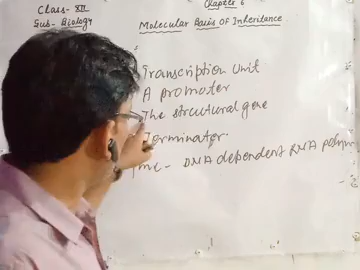 Class- XII
Sub- Biology
Chapter 6
Molecular Basis Of Inheritance
Transcription Unit
A promoter
The structural gene
Terminator.
DNA dependent RNA